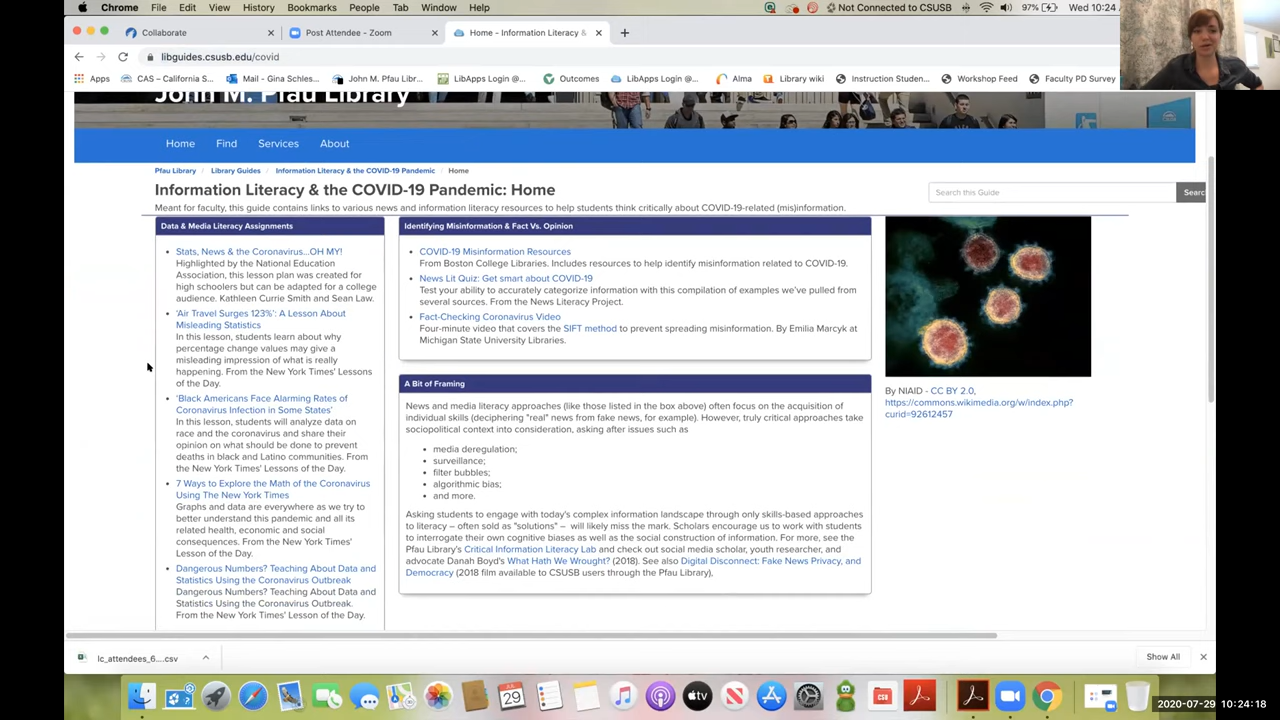 Chrome File Edit View History Bookmarks People Tab Window Help Not Connected to CSUSB 97% Wed 10:24
Collaborate Post Attendee - Zoom Home - Information Literacy &
libguides.csusb.edu/covid
Apps CAS – California S... Mail - Gina Schles... John M. Pfau Libr... LibApps Login @... Outcomes LibApps Login @... Alma Library wiki Instruction Studen... Workshop Feed Faculty PD Survey
John M. Pfau Library
Home Find Services About
Pfau Library / Library Guides / Information Literacy & the COVID-19 Pandemic / Home
Information Literacy & the COVID-19 Pandemic: Home
Search this Guide Searc
Meant for faculty, this guide contains links to various news and information literacy resources to help students think critically about COVID-19-related (mis)information.
Data & Media Literacy Assignments
• Stats, News & the Coronavirus...OH MY!
Highlighted by the National Education
Association, this lesson plan was created for
high schoolers but can be adapted for a college
audience. Kathleen Currie Smith and Sean Law.
• 'Air Travel Surges 123%': A Lesson About
Misleading Statistics
In this lesson, students learn about why
percentage change values may give a
misleading impression of what is really
happening. From the New York Times' Lessons
of the Day.
• 'Black Americans Face Alarming Rates of
Coronavirus Infection in Some States'
In this lesson, students will analyze data on
race and the coronavirus and share their
opinion on what should be done to prevent
deaths in black and Latino communities. From
the New York Times' Lessons of the Day.
• 7 Ways to Explore the Math of the Coronavirus
Using The New York Times
Graphs and data are everywhere as we try to
better understand this pandemic and all its
related health, economic and social
consequences. From the New York Times'
Lesson of the Day.
• Dangerous Numbers? Teaching About Data and
Statistics Using the Coronavirus Outbreak
Dangerous Numbers? Teaching About Data and
Statistics Using the Coronavirus Outbreak.
From the New York Times' Lesson of the Day.
Identifying Misinformation & Fact Vs. Opinion
• COVID-19 Misinformation Resources
From Boston College Libraries. Includes resources to help identify misinformation related to COVID-19.
• News Lit Quiz: Get smart about COVID-19
Test your ability to accurately categorize information with this compilation of examples we've pulled from
several sources. From the News Literacy Project.
• Fact-Checking Coronavirus Video
Four-minute video that covers the SIFT method to prevent spreading misinformation. By Emilia Marcyk at
Michigan State University Libraries.
A Bit of Framing
News and media literacy approaches (like those listed in the box above) often focus on the acquisition of
individual skills (deciphering "real" news from fake news, for example). However, truly critical approaches take
sociopolitical context into consideration, asking after issues such as
• media deregulation;
• surveillance;
• filter bubbles;
• algorithmic bias;
• and more.
Asking students to engage with today's complex information landscape through only skills-based approaches
to literacy – often sold as "solutions" – will likely miss the mark. Scholars encourage us to work with students
to interrogate their own cognitive biases as well as the social construction of information. For more, see the
Pfau Library's Critical Information Literacy Lab and check out social media scholar, youth researcher, and
advocate Danah Boyd's What Hath We Wrought? (2018). See also Digital Disconnect: Fake News Privacy, and
Democracy (2018 film available to CSUSB users through the Pfau Library),
By NIAID - CC BY 2.0,
https://commons.wikimedia.org/w/index.php?
curid=92612457
lc_attendees_6....csv Show All
JUL
29
tv
CSB
2020-07-29 10:24:18